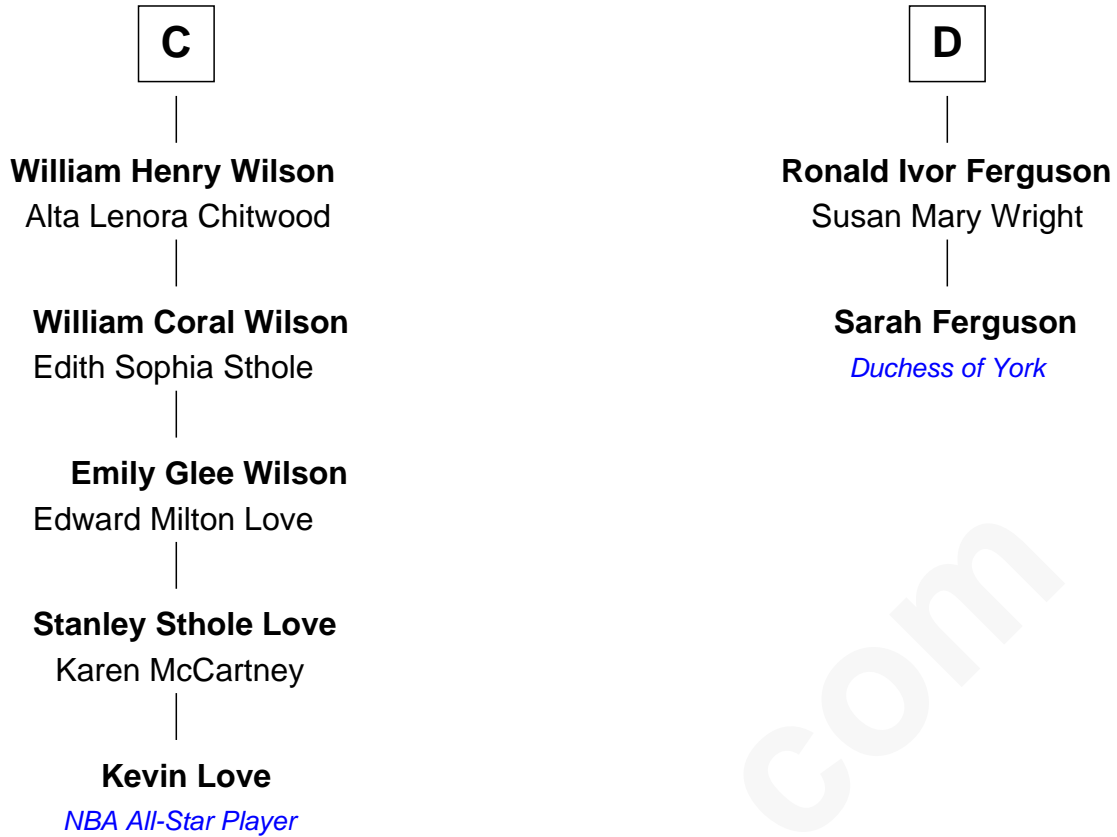 C
William Henry Wilson
Alta Lenora Chitwood
William Coral Wilson
Edith Sophia Sthole
Emily Glee Wilson
Edward Milton Love
Stanley Sthole Love
Karen McCartney
Kevin Love
NBA All-Star Player
D
Ronald Ivor Ferguson
Susan Mary Wright
Sarah Ferguson
Duchess of York
com